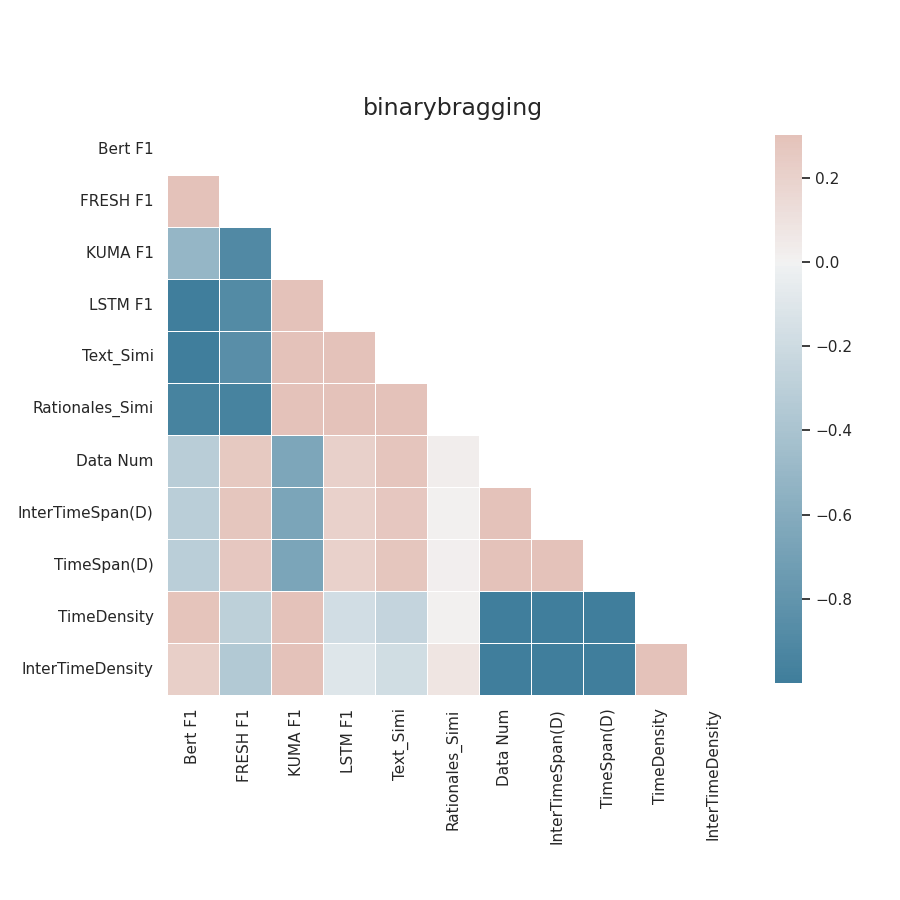 binarybragging
Bert F1
FRESH F1
KUMA F1
LSTM F1
Text_Simi
Rationales_Simi
Data Num
InterTimeSpan(D)
TimeSpan(D)
TimeDensity
InterTimeDensity
Bert F1
FRESH F1
KUMA F1
LSTM F1
Text_Simi
Rationales_Simi
Data Num
InterTimeSpan(D)
TimeSpan(D)
TimeDensity
InterTimeDensity
0.2
0.0
−0.2
−0.4
−0.6
−0.8